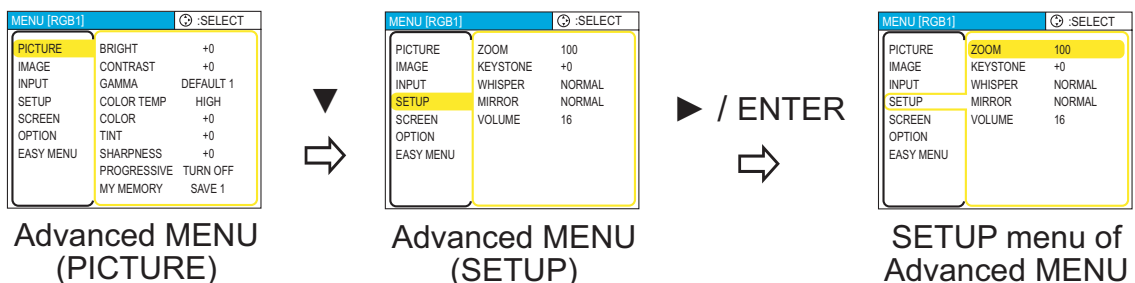 MENU [RGB1] :SELECT
PICTURE BRIGHT +0
IMAGE CONTRAST +0
INPUT GAMMA DEFAULT 1
SETUP COLOR TEMP HIGH
SCREEN COLOR +0
OPTION TINT +0
EASY MENU SHARPNESS +0
PROGRESSIVE TURN OFF
MY MEMORY SAVE 1
Advanced MENU
(PICTURE)
▼
MENU [RGB1] :SELECT
PICTURE ZOOM 100
IMAGE KEYSTONE +0
INPUT WHISPER NORMAL
SETUP MIRROR NORMAL
SCREEN VOLUME 16
OPTION
EASY MENU
Advanced MENU
(SETUP)
► / ENTER
MENU [RGB1] :SELECT
PICTURE ZOOM 100
IMAGE KEYSTONE +0
INPUT WHISPER NORMAL
SETUP MIRROR NORMAL
SCREEN VOLUME 16
OPTION
EASY MENU
SETUP menu of
Advanced MENU